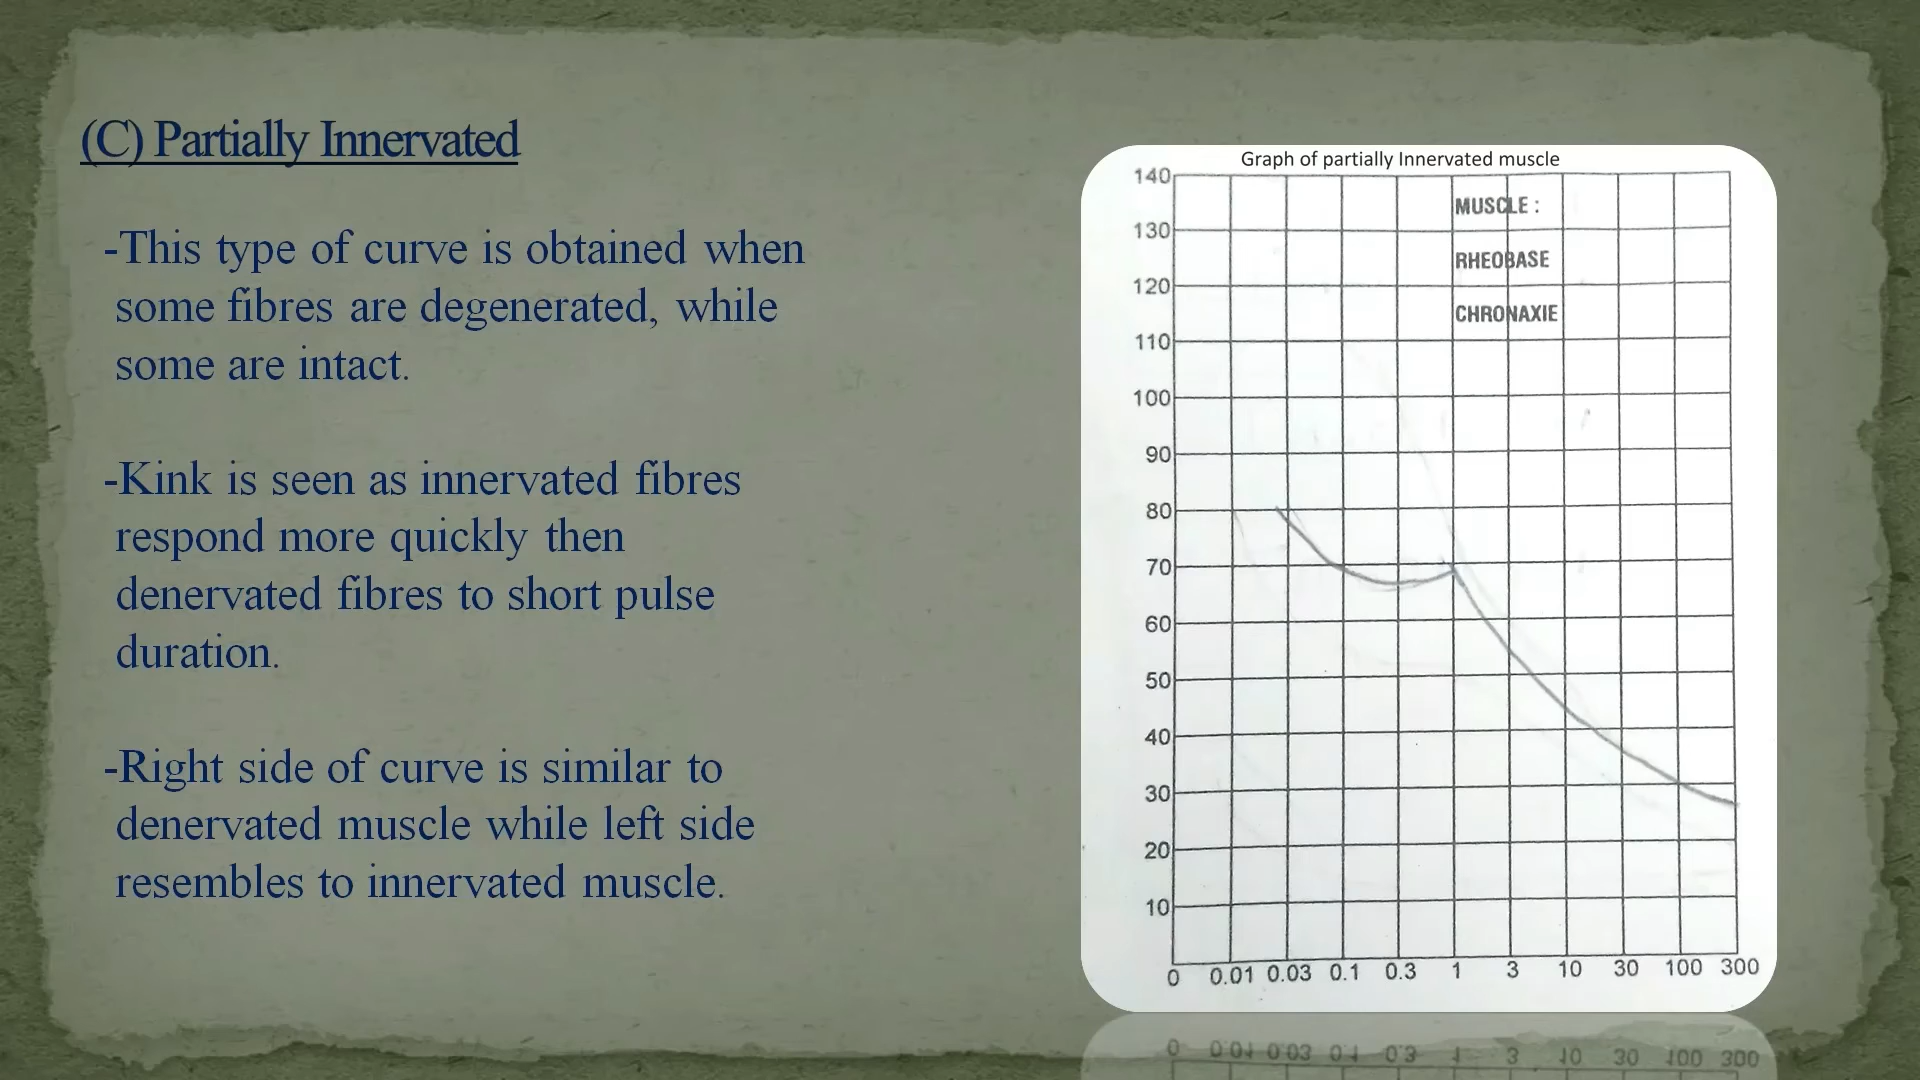 (C) Partially Innervated
-This type of curve is obtained when
some fibres are degenerated, while
some are intact.
-Kink is seen as innervated fibres
respond more quickly then
denervated fibres to short pulse
duration.
-Right side of curve is similar to
denervated muscle while left side
resembles to innervated muscle.
Graph of partially Innervated muscle
140
MUSCLE :
130
RHEOBASE
120
CHRONAXIE
110
100
90
80
70
60
50
40
30
20
10
0 0.01 0.03 0.1 0.3 1 3 10 30 100 300